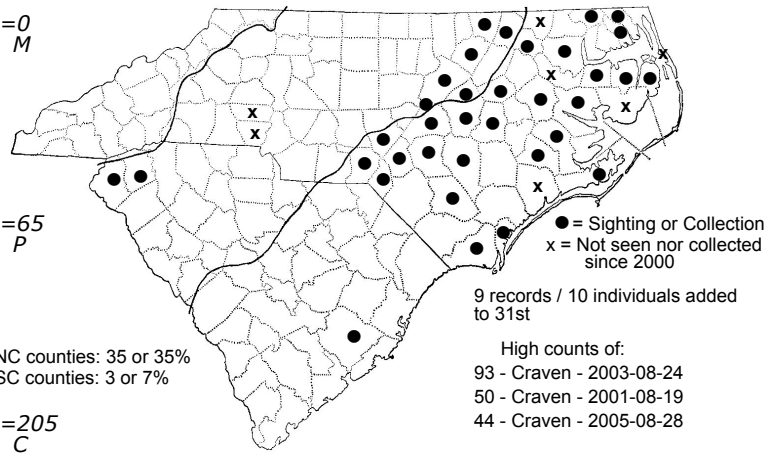 =0
M
=65
P
● = Sighting or Collection
x = Not seen nor collected
since 2000
9 records / 10 individuals added
to 31st
NC counties: 35 or 35%
SC counties: 3 or 7%
High counts of:
93 - Craven - 2003-08-24
50 - Craven - 2001-08-19
44 - Craven - 2005-08-28
=205
C